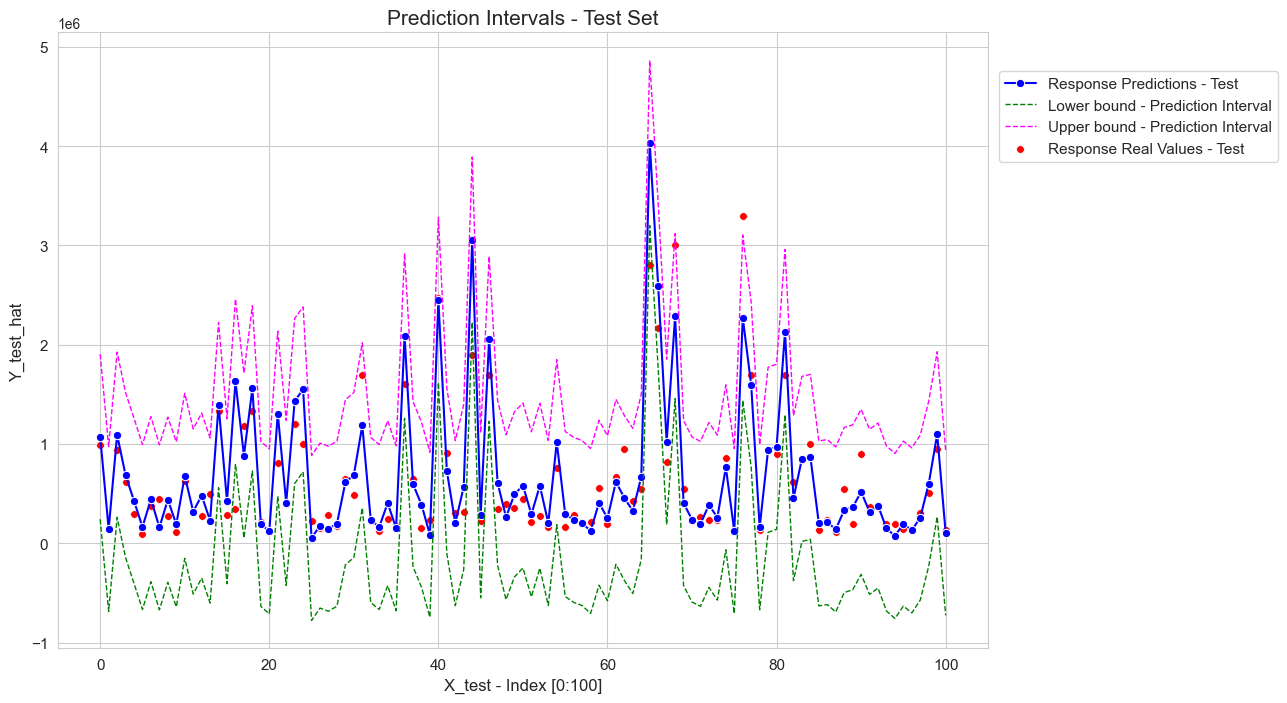 Prediction Intervals - Test Set
1e6
5
4
3
2
1
0
−1
Y_test_hat
0
20
40
60
80
100
X_test - Index [0:100]
Response Predictions - Test
Lower bound - Prediction Interval
Upper bound - Prediction Interval
Response Real Values - Test